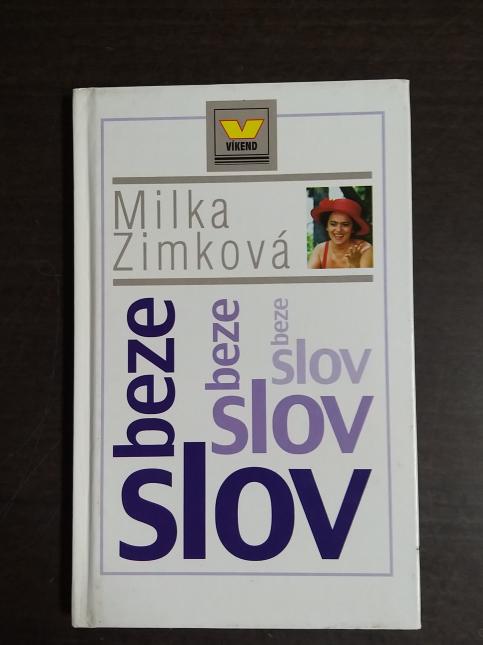 VÍKEND
Milka
Zimková
beze
slov
beze
slov
beze
slov